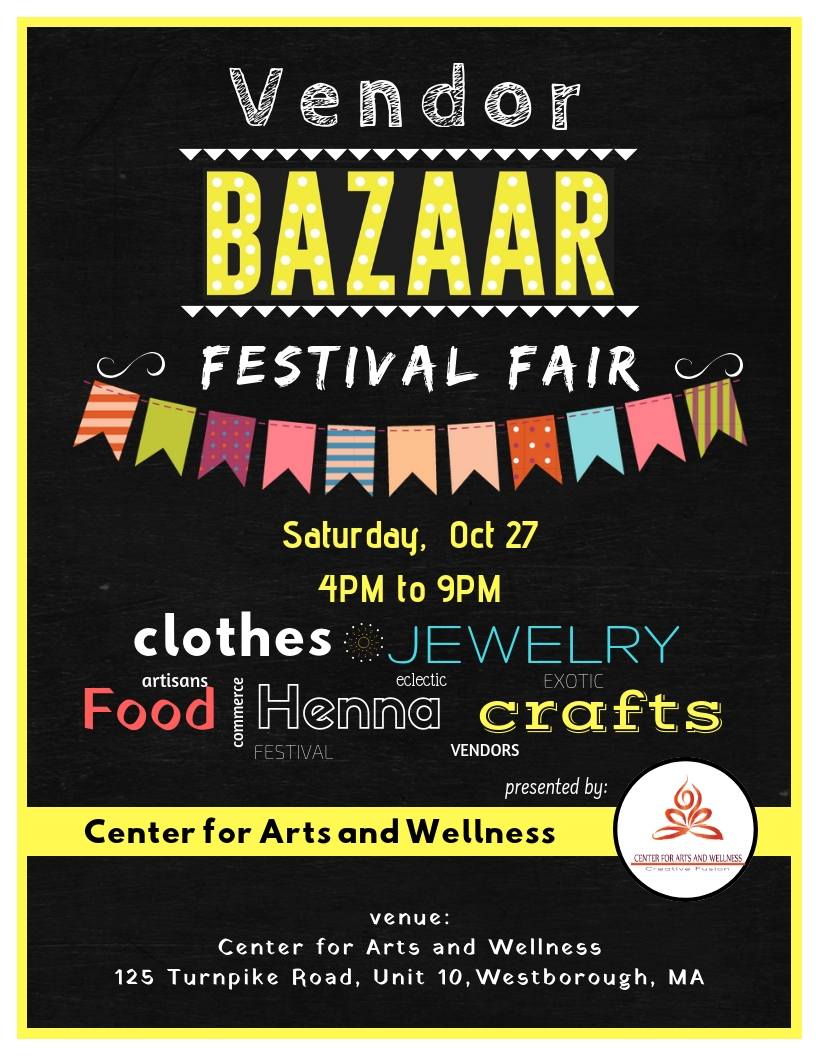 Vendor
BAZAAR
FESTIVAL FAIR
Saturday, Oct 27
4PM to 9PM
clothes JEWELRY
artisans eclectic EXOTIC
Food commerce Henna crafts
FESTIVAL VENDORS
presented by:
Center for Arts and Wellness
CENTER FOR ARTS AND WELLNESS
Creative Fusion
venue:
Center for Arts and Wellness
125 Turnpike Road, Unit 10, Westborough, MA